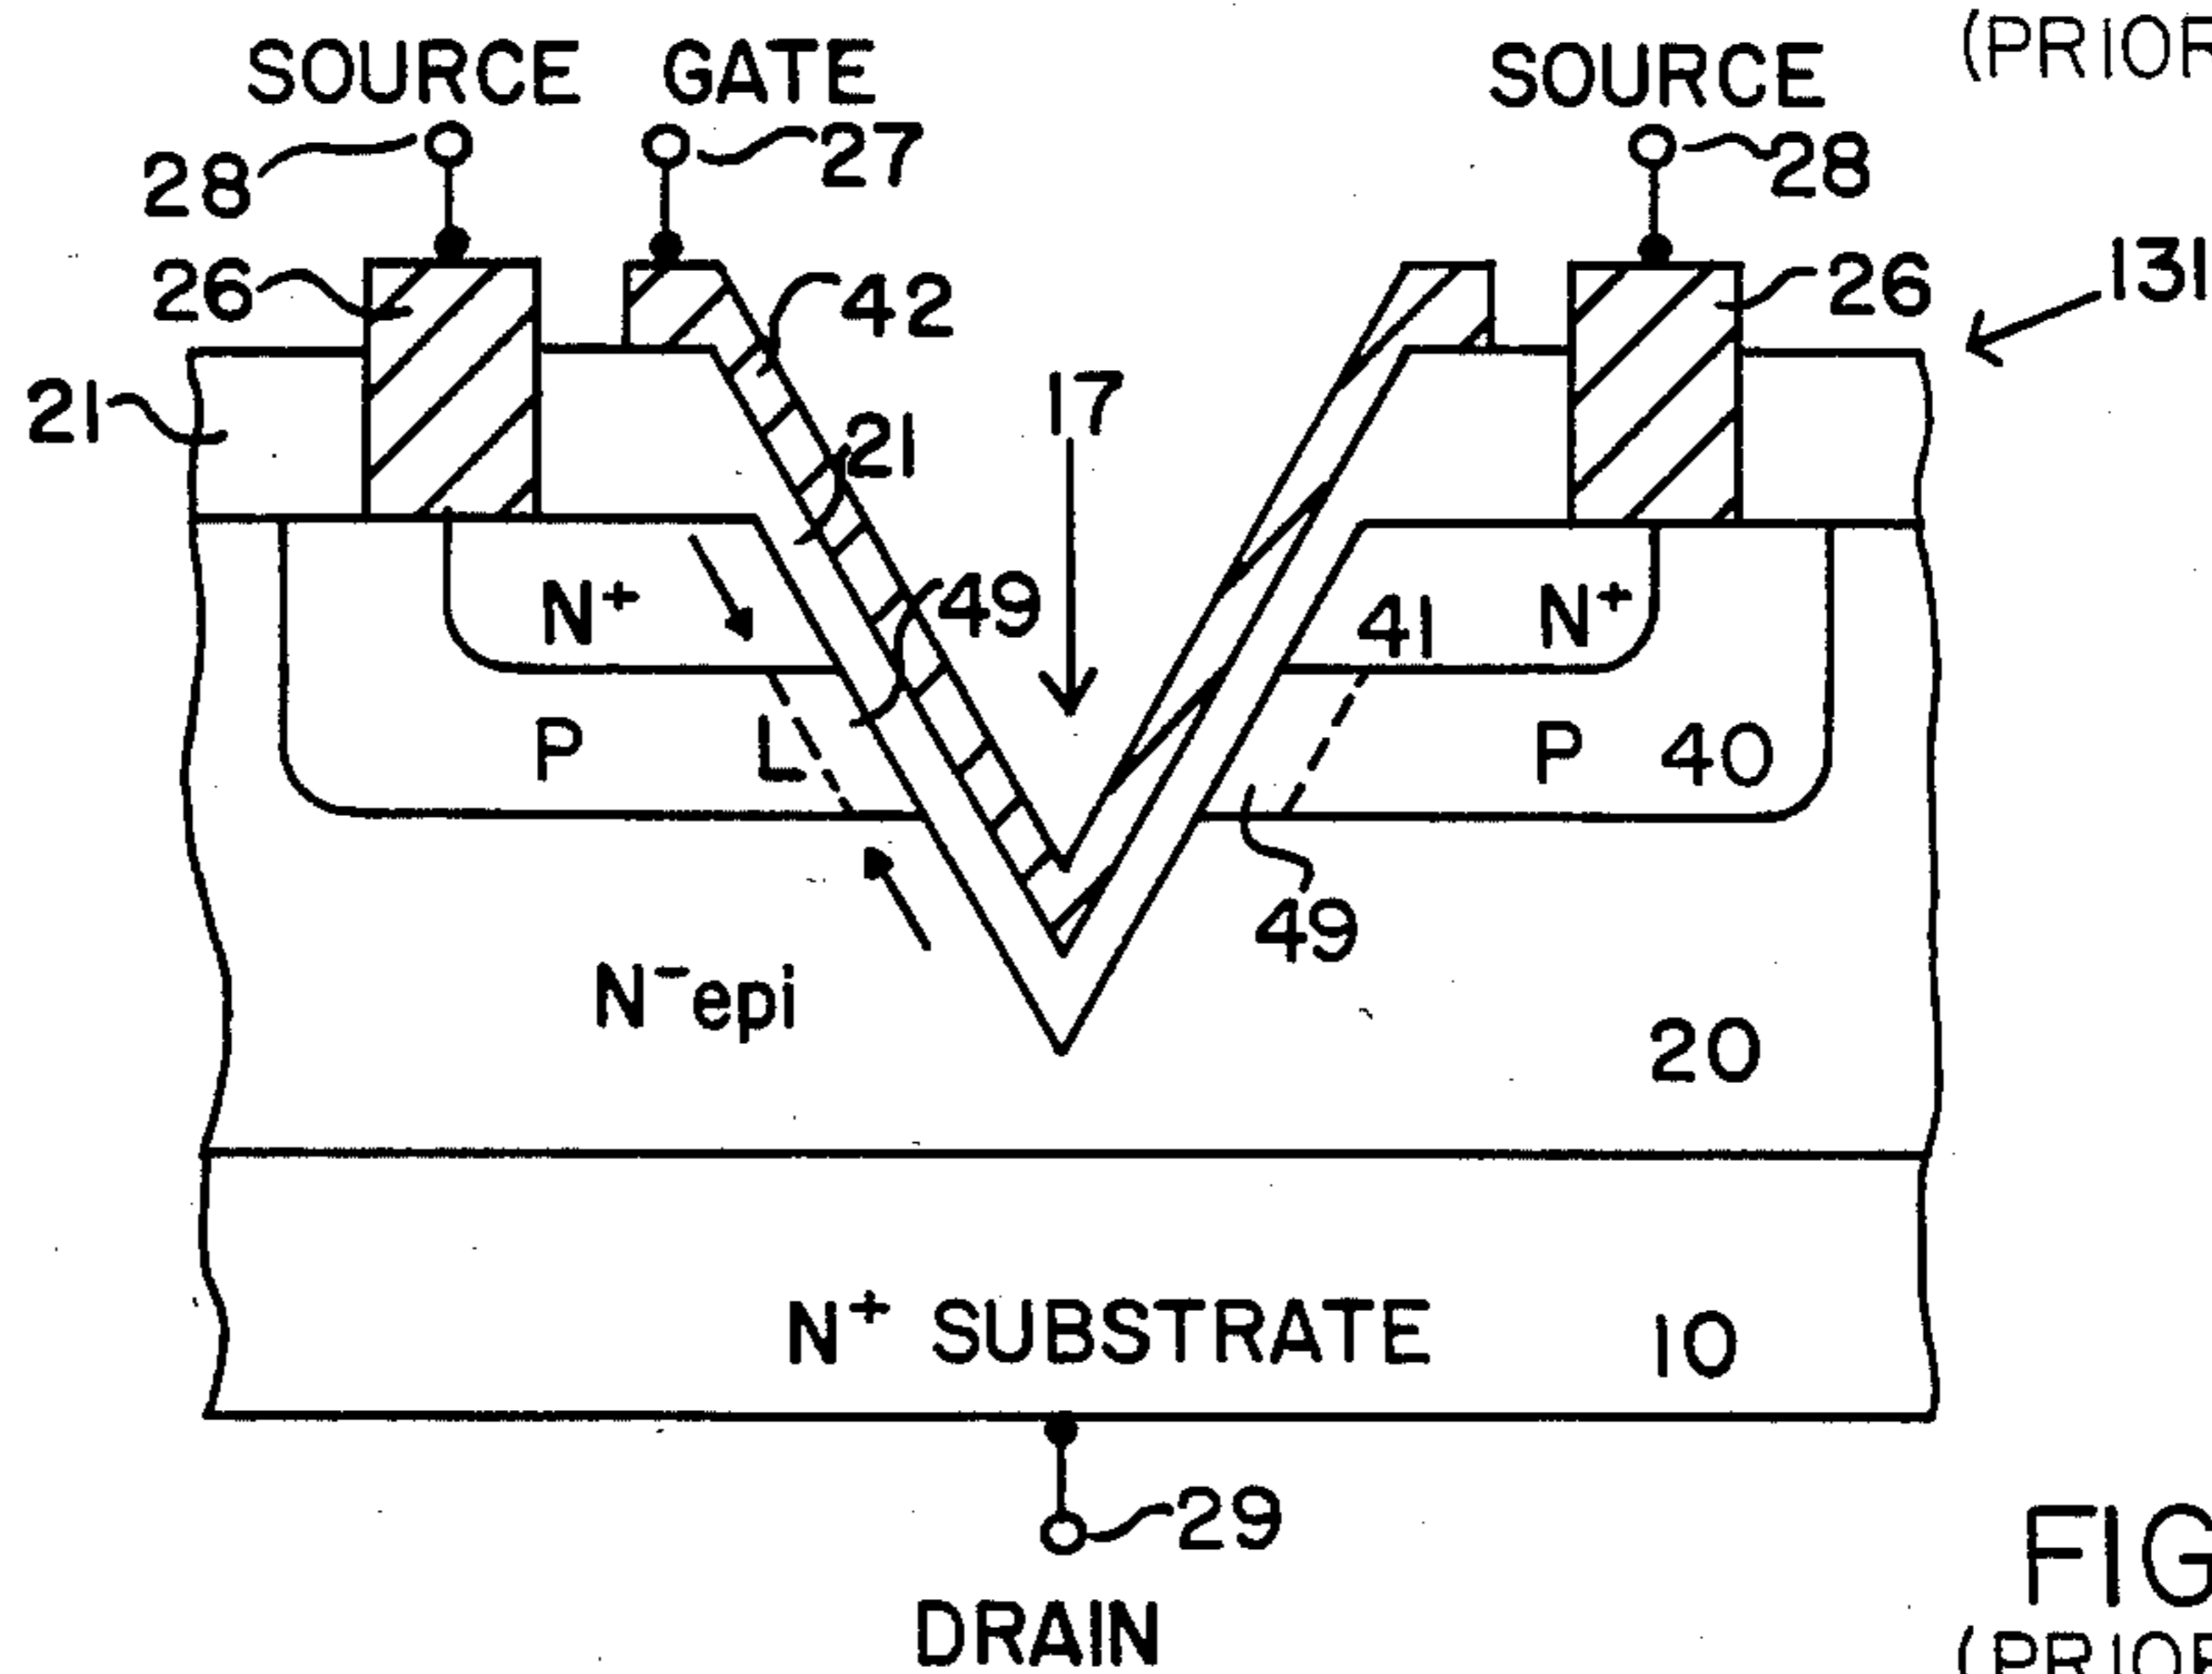 (PRIOR
SOURCE GATE SOURCE
28 27 28
26 42 26 131
21 21 17
49
N+ 41 N+
P L P 40
49
N-epi 20
N+ SUBSTRATE 10
29
DRAIN
FIG
(PRIOR